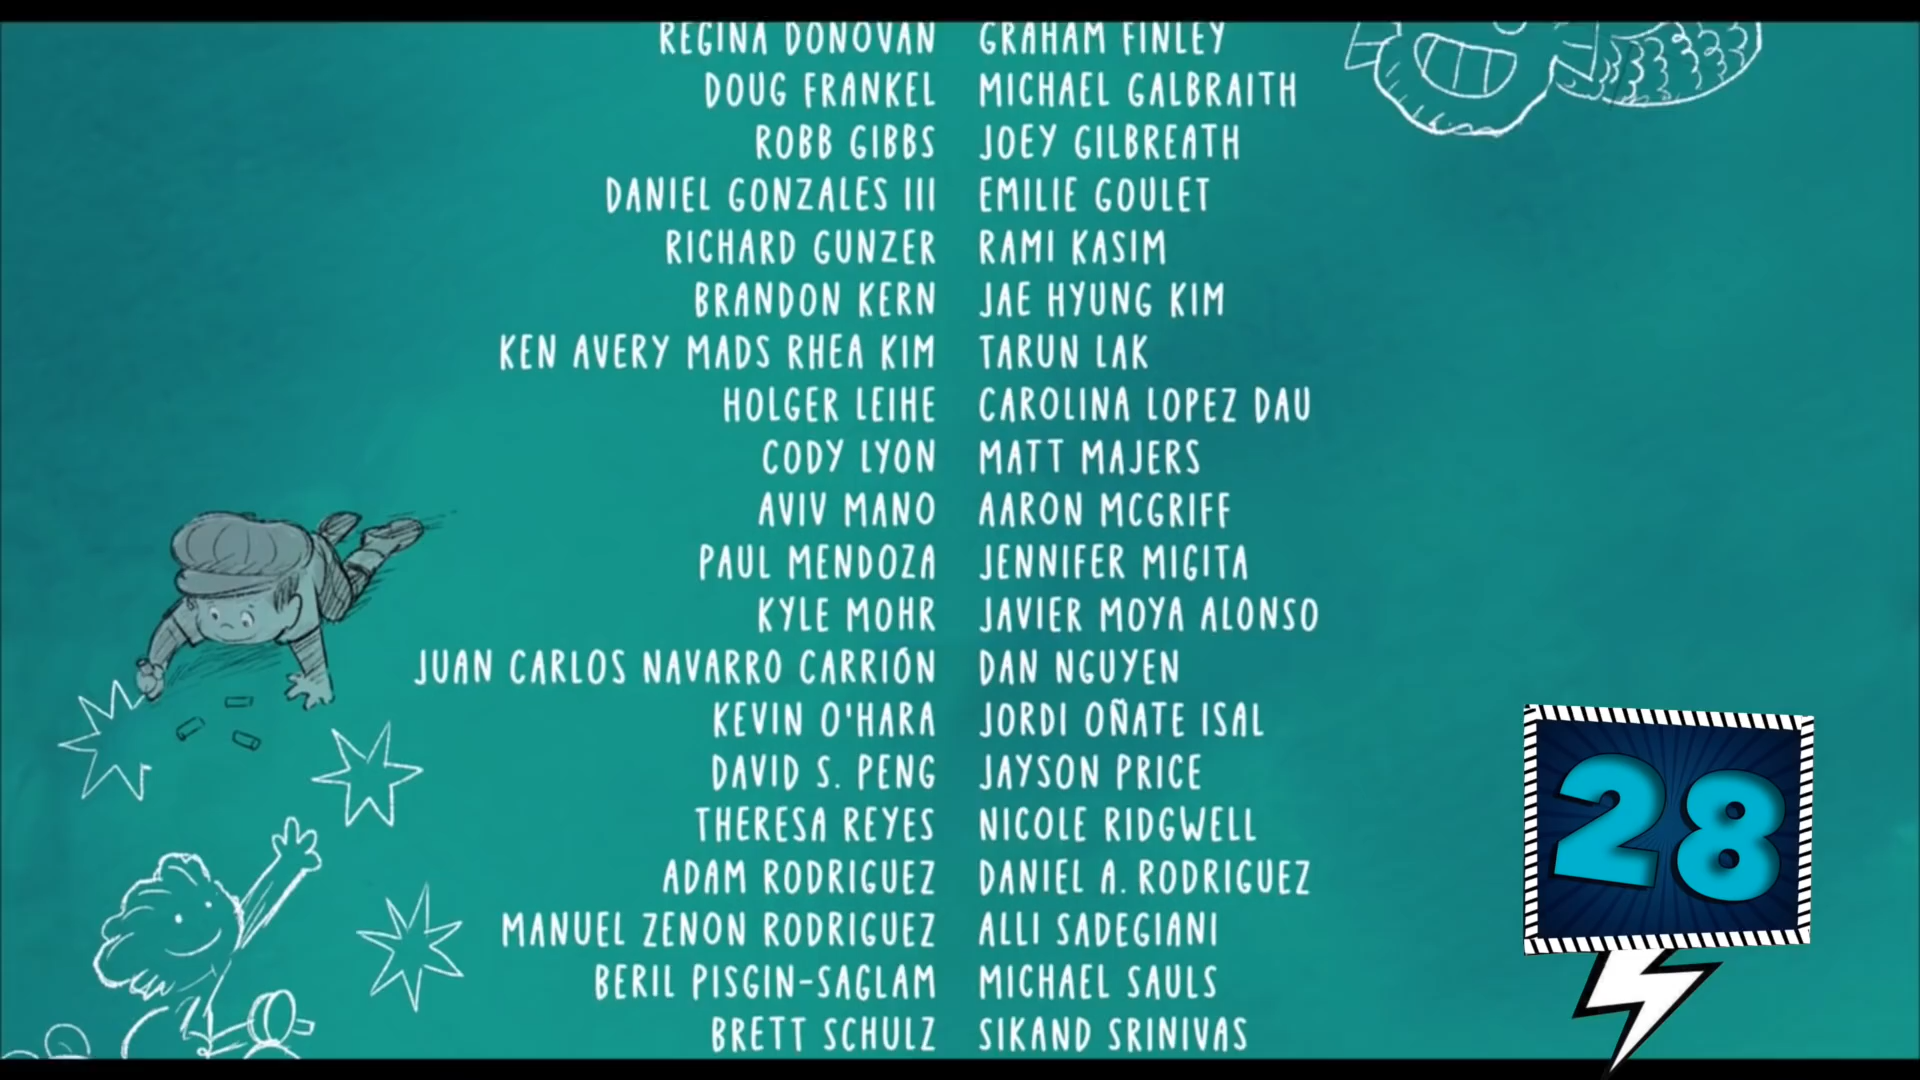 REGINA DONOVAN GRAHAM FINLEY
DOUG FRANKEL MICHAEL GALBRAITH
ROBB GIBBS JOEY GILBREATH
DANIEL GONZALES III EMILIE GOULET
RICHARD GUNZER RAMI KASIM
BRANDON KERN JAE HYUNG KIM
KEN AVERY MADS RHEA KIM TARUN LAK
HOLGER LEIHE CAROLINA LOPEZ DAU
CODY LYON MATT MAJERS
AVIV MANO AARON MCGRIFF
PAUL MENDOZA JENNIFER MIGITA
KYLE MOHR JAVIER MOYA ALONSO
JUAN CARLOS NAVARRO CARRIÓN DAN NGUYEN
KEVIN O'HARA JORDI OÑATE ISAL
DAVID S. PENG JAYSON PRICE
THERESA REYES NICOLE RIDGWELL
ADAM RODRIGUEZ DANIEL A. RODRIGUEZ
MANUEL ZENON RODRIGUEZ ALLI SADEGIANI
BERIL PISGIN-SAGLAM MICHAEL SAULS
BRETT SCHULZ SIKAND SRINIVAS
28